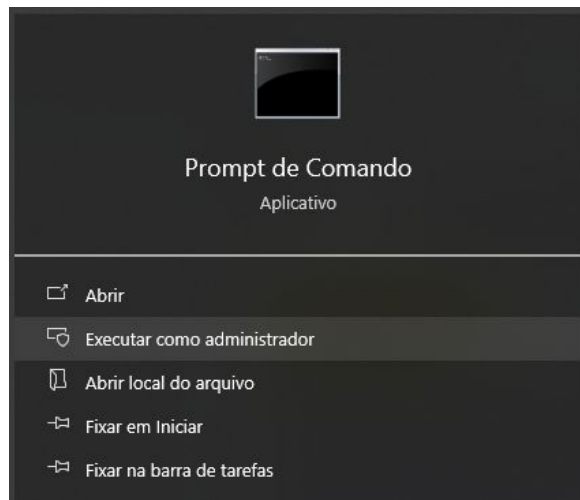 Prompt de Comando
Aplicativo
Abrir
Executar como administrador
Abrir local do arquivo
Fixar em Iniciar
Fixar na barra de tarefas